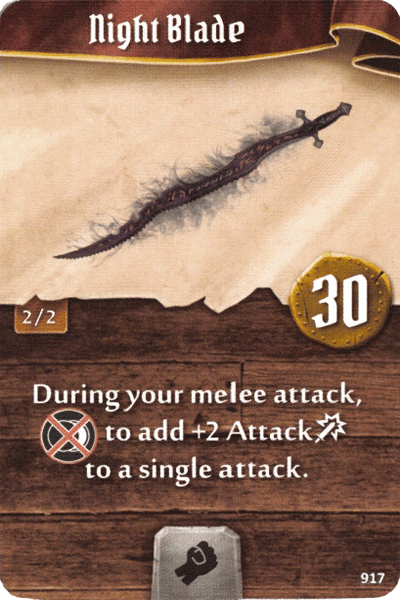 Night Blade
2/2
30
During your melee attack,
to add +2 Attack
to a single attack.
917